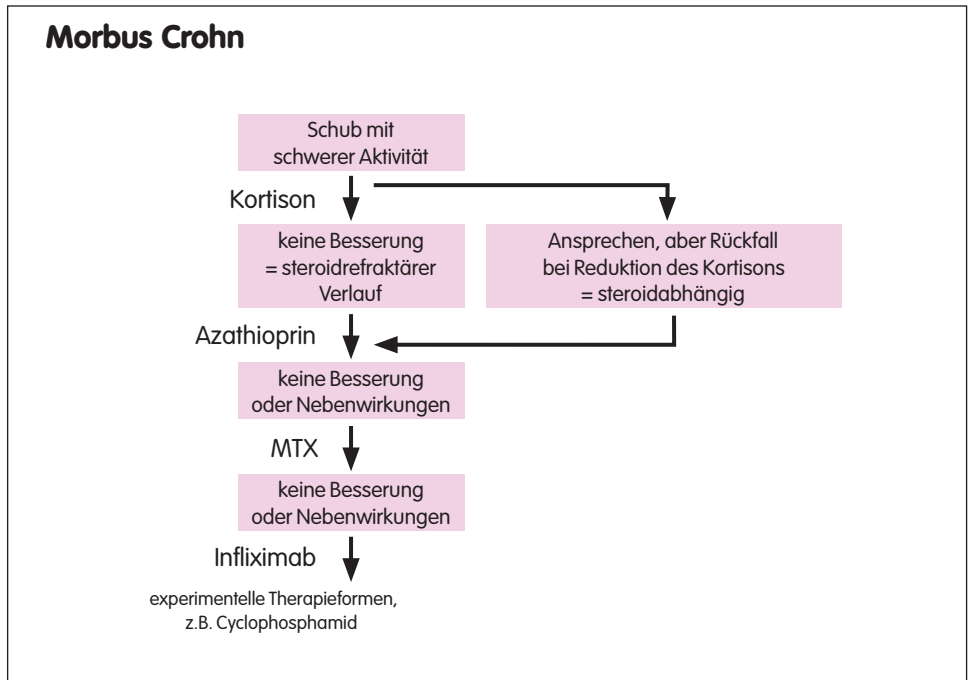 Morbus Crohn
Schub mit
schwerer Aktivität
Kortison
keine Besserung
= steroidrefraktärer
Verlauf
Ansprechen, aber Rückfall
bei Reduktion des Kortisons
= steroidabhängig
Azathioprin
keine Besserung
oder Nebenwirkungen
MTX
keine Besserung
oder Nebenwirkungen
Infliximab
experimentelle Therapieformen,
z.B. Cyclophosphamid